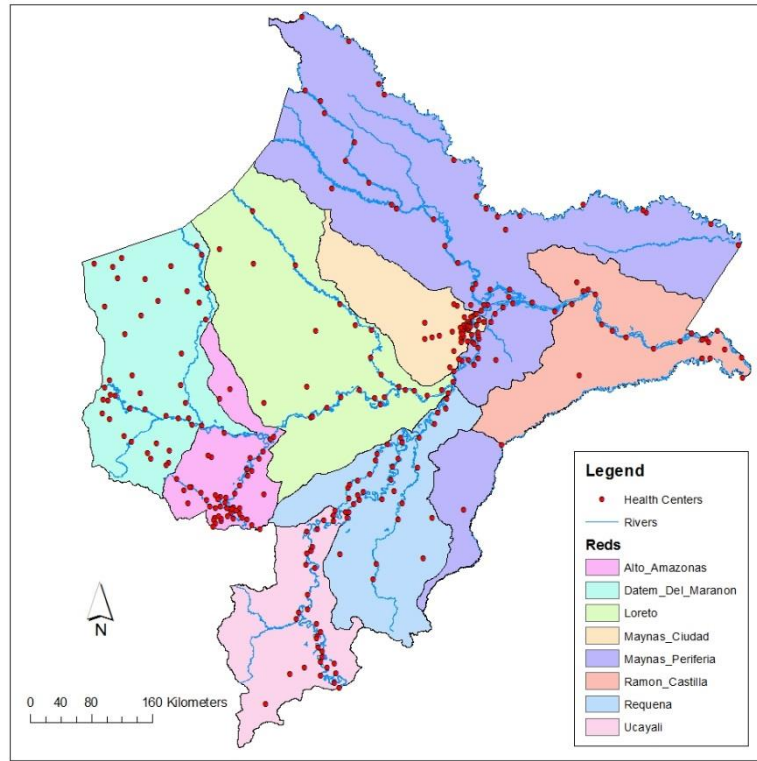 Legend
Health Centers
Rivers
Reds
Alto_Amazonas
Datem_Del_Maranon
Loreto
Maynas_Ciudad
Maynas_Periferia
Ramon_Castilla
Requena
Ucayali
N
0 40 80 160 Kilometers